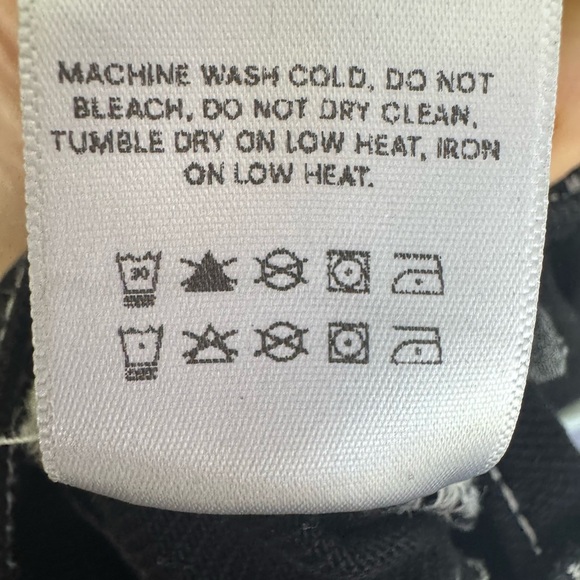 MACHINE WASH COLD, DO NOT
BLEACH, DO NOT DRY CLEAN,
TUMBLE DRY ON LOW HEAT, IRON
ON LOW HEAT.
30